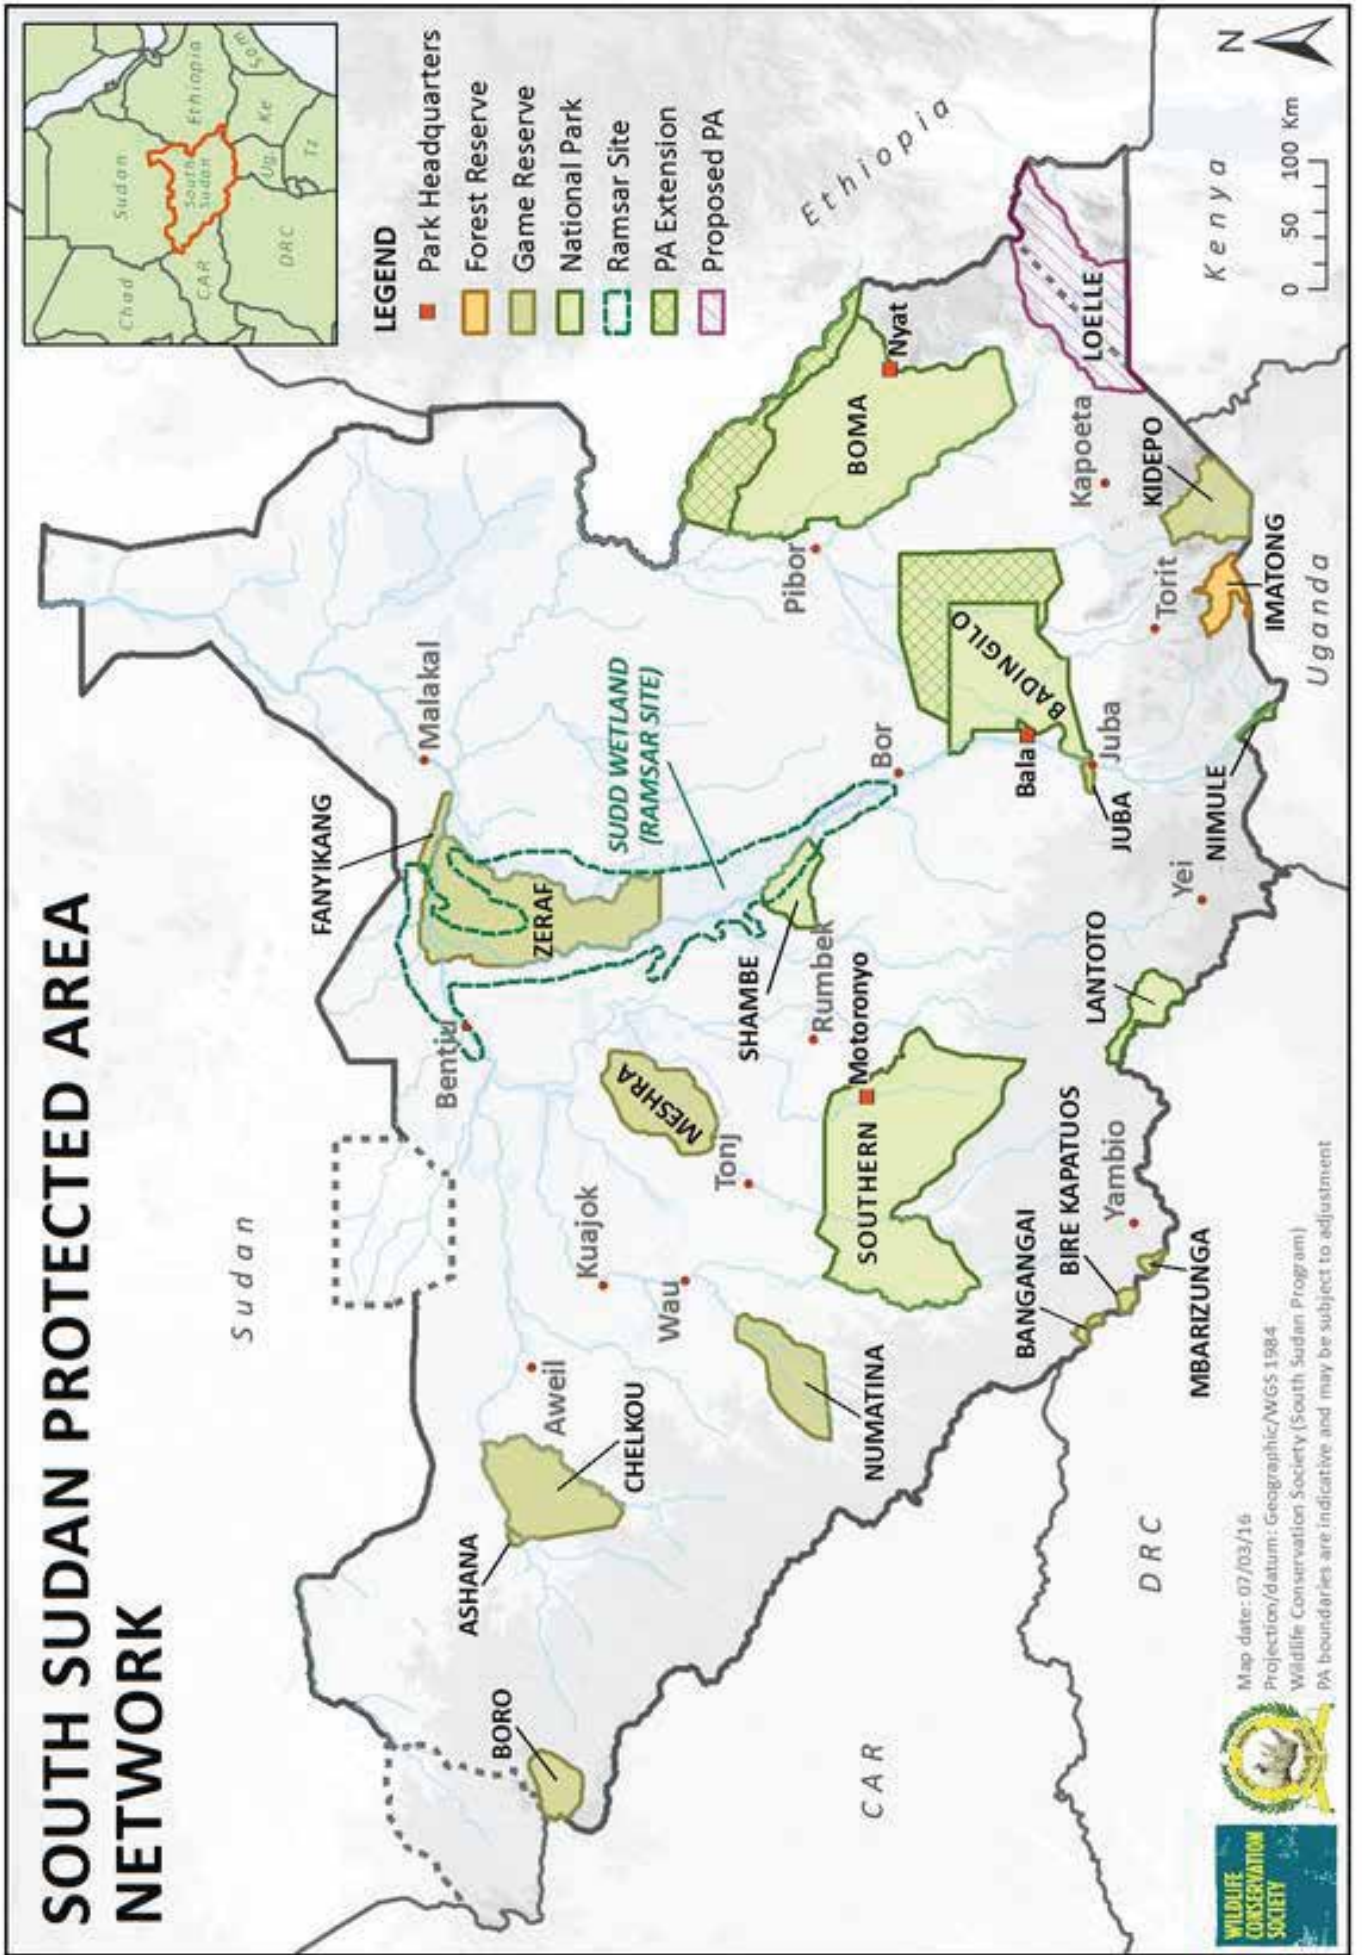 SOUTH SUDAN PROTECTED AREA
NETWORK
Chad
Sudan
CAR
South
Sudan
Ethiopia
DRC
Ug.
Ke
Som
Tz
LEGEND
Park Headquarters
Forest Reserve
Game Reserve
National Park
Ramsar Site
PA Extension
Proposed PA
Sudan
FANYIKANG
Malakal
Bentiu
ZERAF
ASHANA
BORO
Aweil
CHELKOU
Kuajok
MESHRA
SUDD WETLAND
(RAMSAR SITE)
Wau
Tonj
SHAMBE
Rumbek
Pibor
Ethiopia
BOMA
Nyat
NUMATINA
SOUTHERN
Motoronyo
Bor
CAR
BADINGILO
Bala
BANGANGAI
BIRE KAPATUOS
LANTOTO
JUBA
Juba
Kapoeta
LOELLE
Yambio
DRC
MBARIZUNGA
Yei
NIMULE
Torit
KIDEPO
IMATONG
Uganda
Kenya
N
0 50 100 Km
WILDLIFE
CONSERVATION
SOCIETY
Map date: 07/03/16
Projection/datum: Geographic/WGS 1984
Wildlife Conservation Society (South Sudan Program)
PA boundaries are indicative and may be subject to adjustment